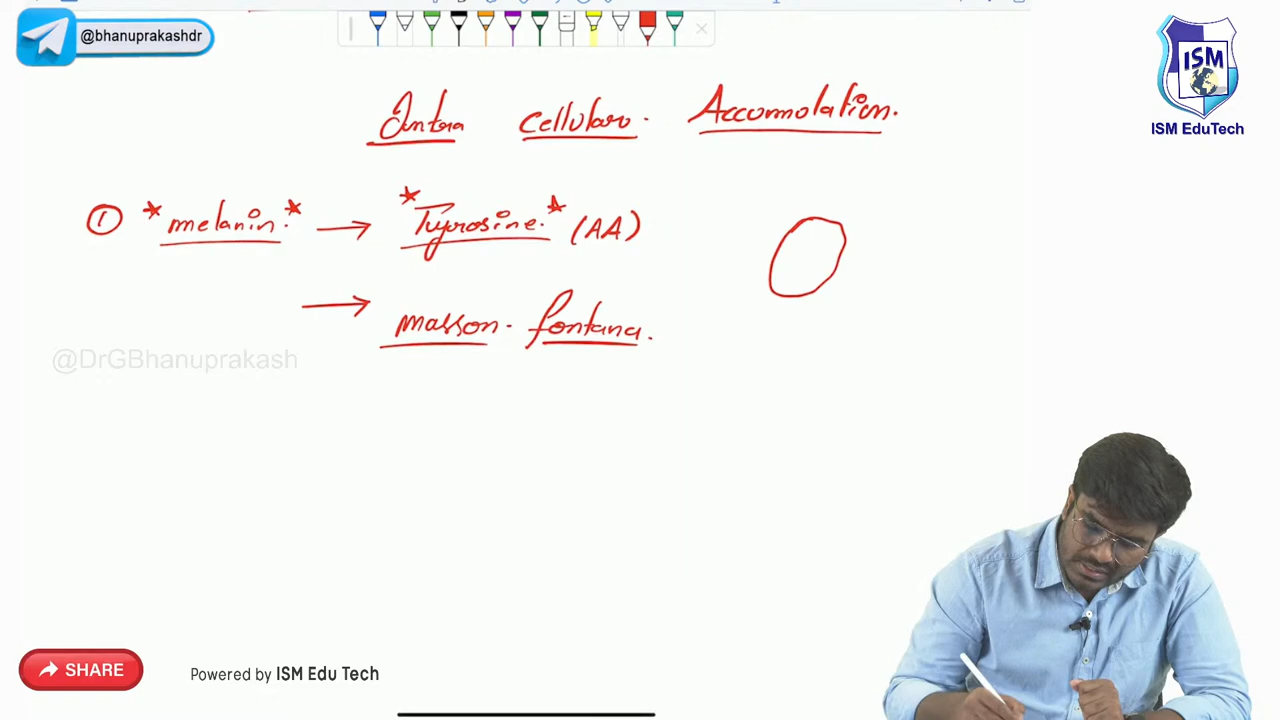 @bhanuprakashdr
ISM
ISM EduTech
Intra Cellular. Accumolation.
① *melanin.* → *Tyrosine.* (AA)
→ masson. fontana.
@DrGBhanuprakash
SHARE
Powered by ISM Edu Tech